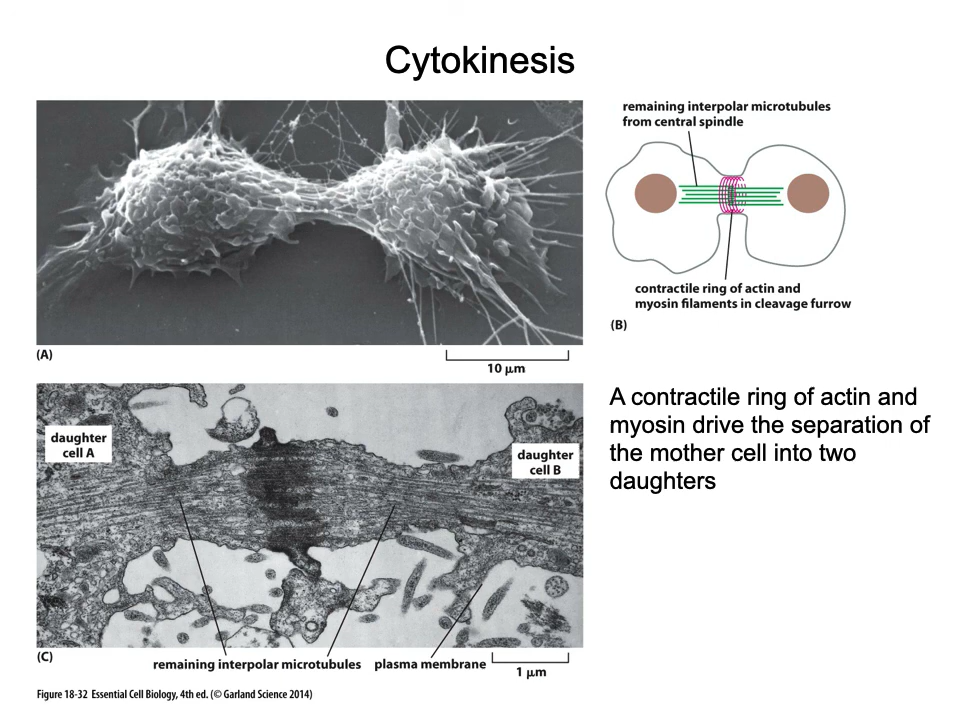 Cytokinesis
remaining interpolar microtubules
from central spindle
contractile ring of actin and
myosin filaments in cleavage furrow
(B)
(A)
10 μm
A contractile ring of actin and
myosin drive the separation of
the mother cell into two
daughters
daughter
cell A
daughter
cell B
(C)
remaining interpolar microtubules
plasma membrane
1 μm
Figure 18-32 Essential Cell Biology, 4th ed. (© Garland Science 2014)